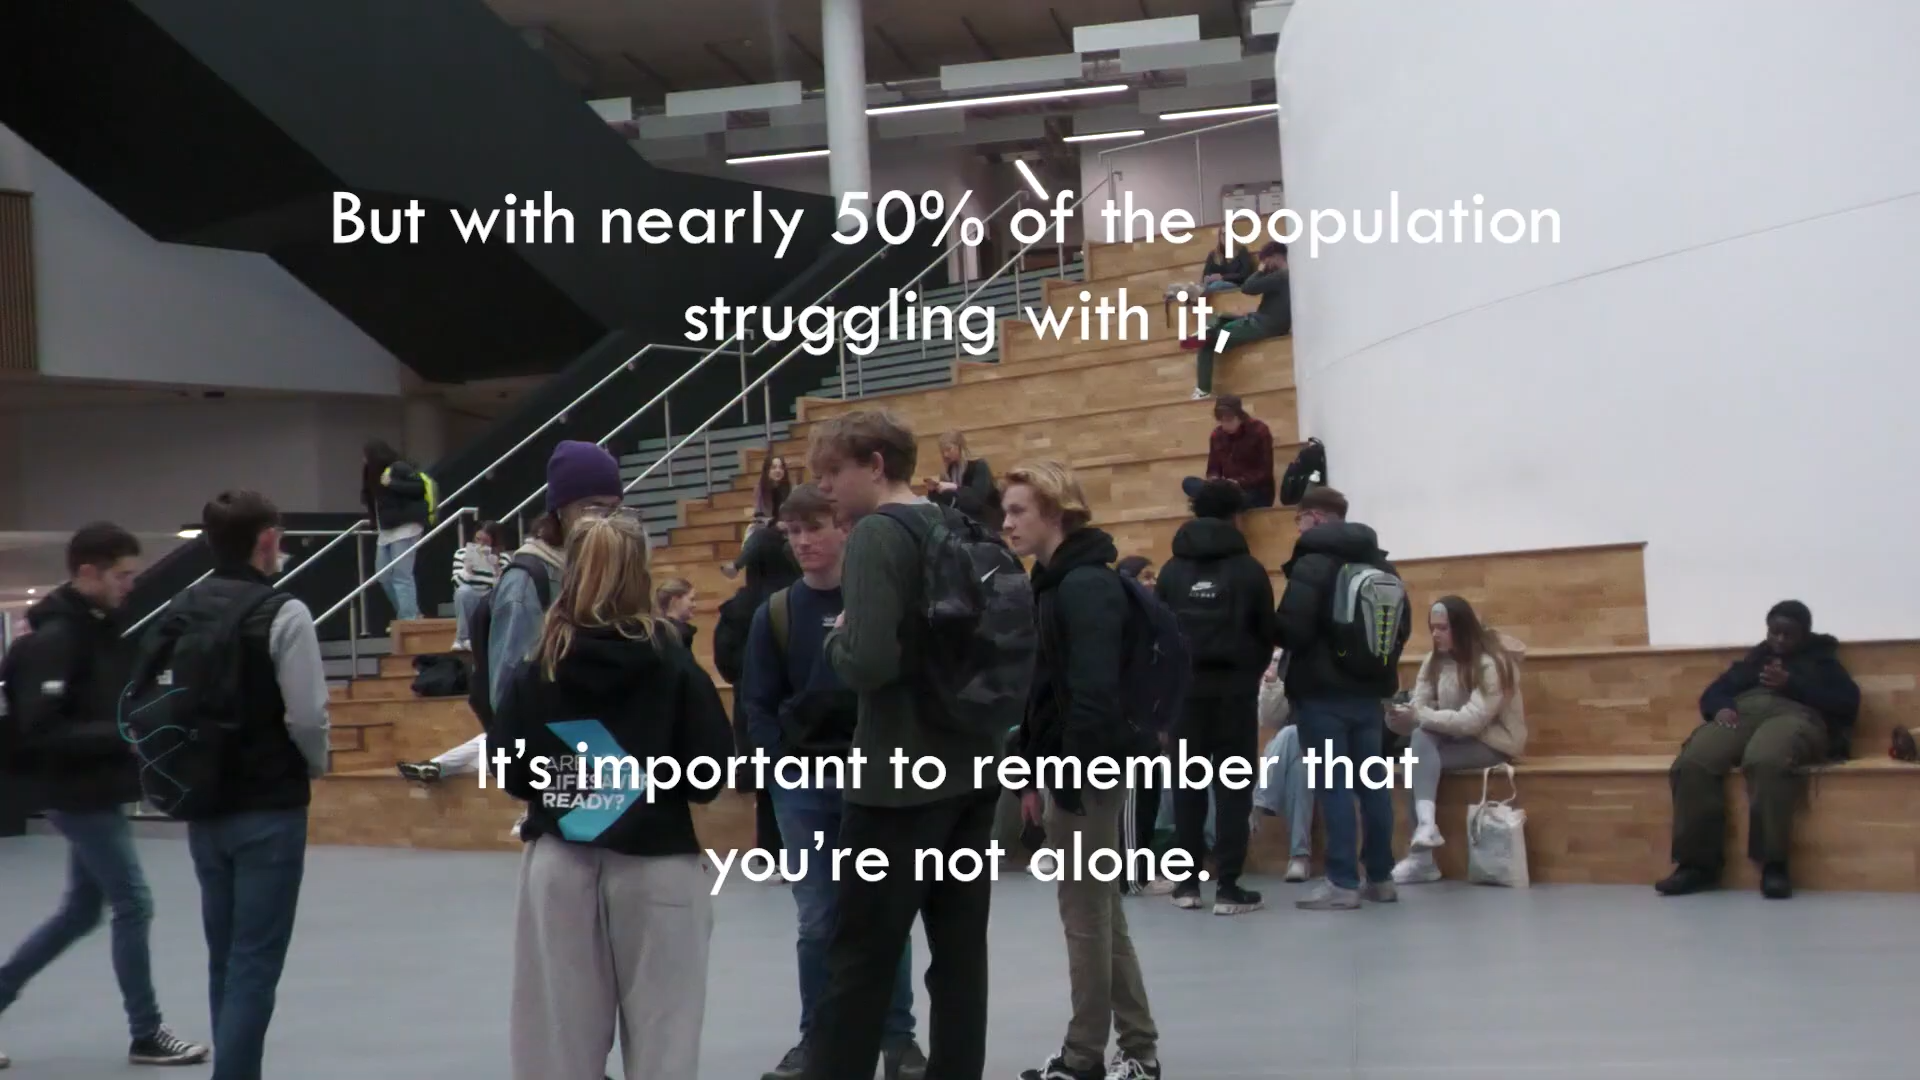 But with nearly 50% of the population
struggling with it,
It's important to remember that
you're not alone.
READY?